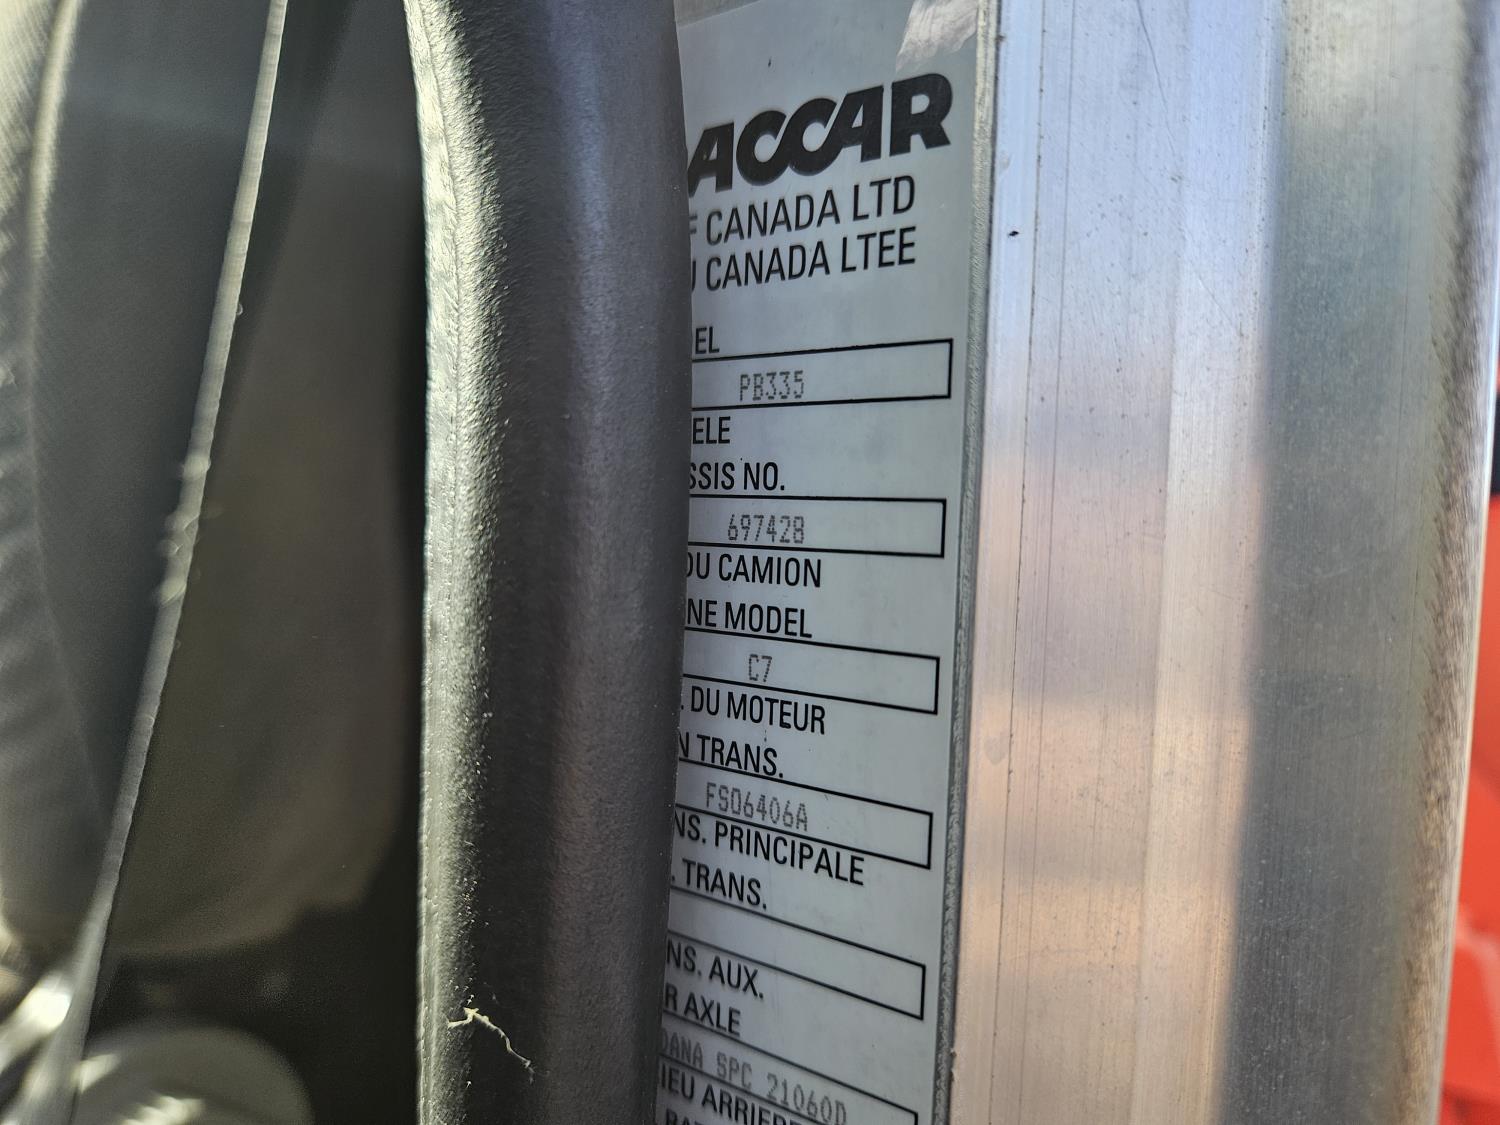 ACCAR
F CANADA LTD
U CANADA LTEE
EL
PB335
ELE
SSIS NO.
697428
DU CAMION
NE MODEL
C7
. DU MOTEUR
N TRANS.
FSO6406A
NS. PRINCIPALE
. TRANS.
NS. AUX.
R AXLE
DANA SPC 21060D
IEU ARRIERE